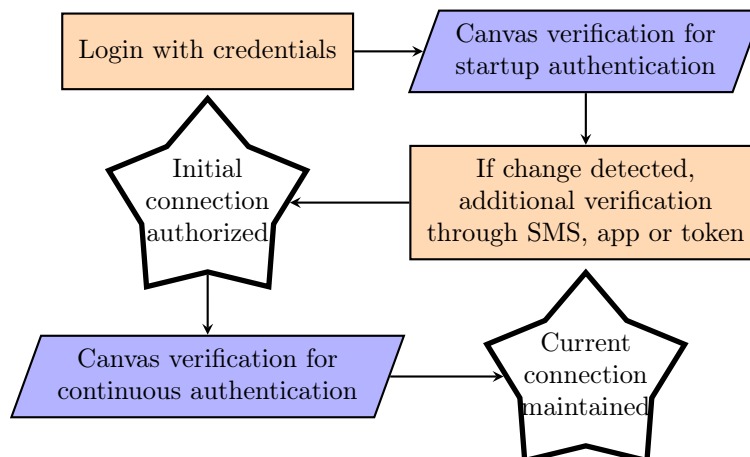 Login with credentials
Canvas verification for
startup authentication
If change detected,
additional verification
through SMS, app or token
Initial
connection
authorized
Canvas verification for
continuous authentication
Current
connection
maintained